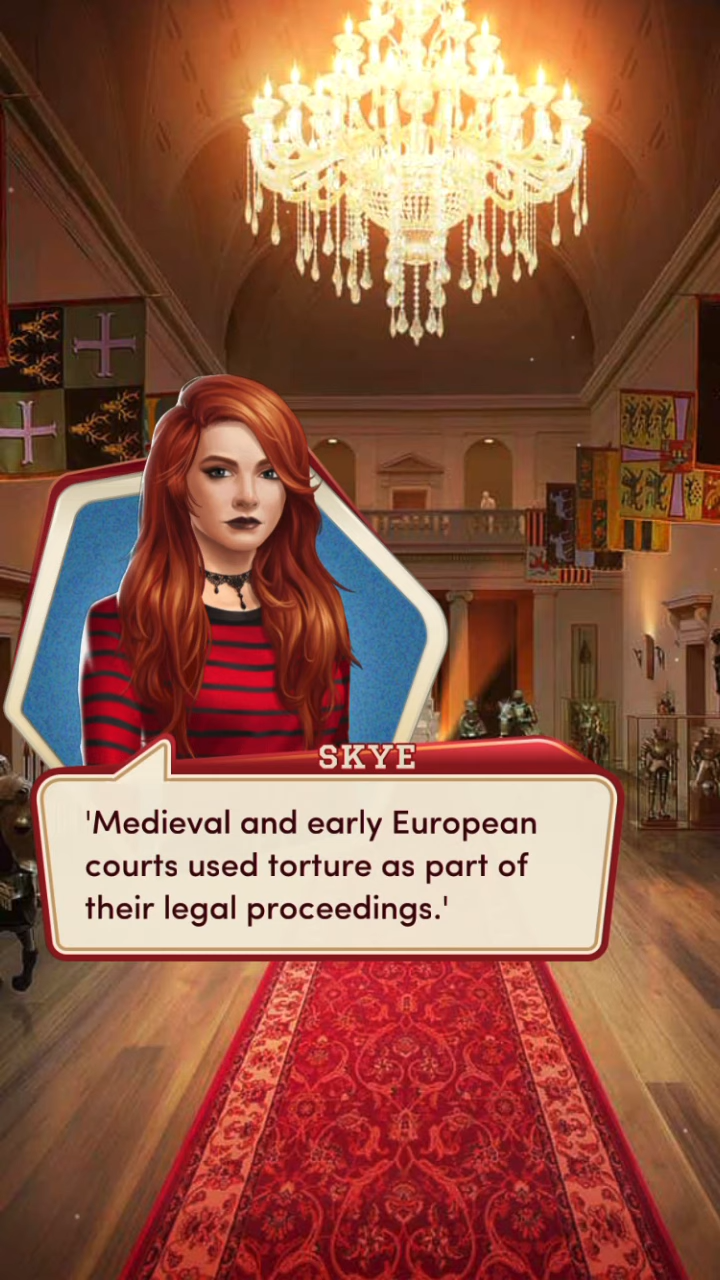 SKYE
'Medieval and early European
courts used torture as part of
their legal proceedings.'